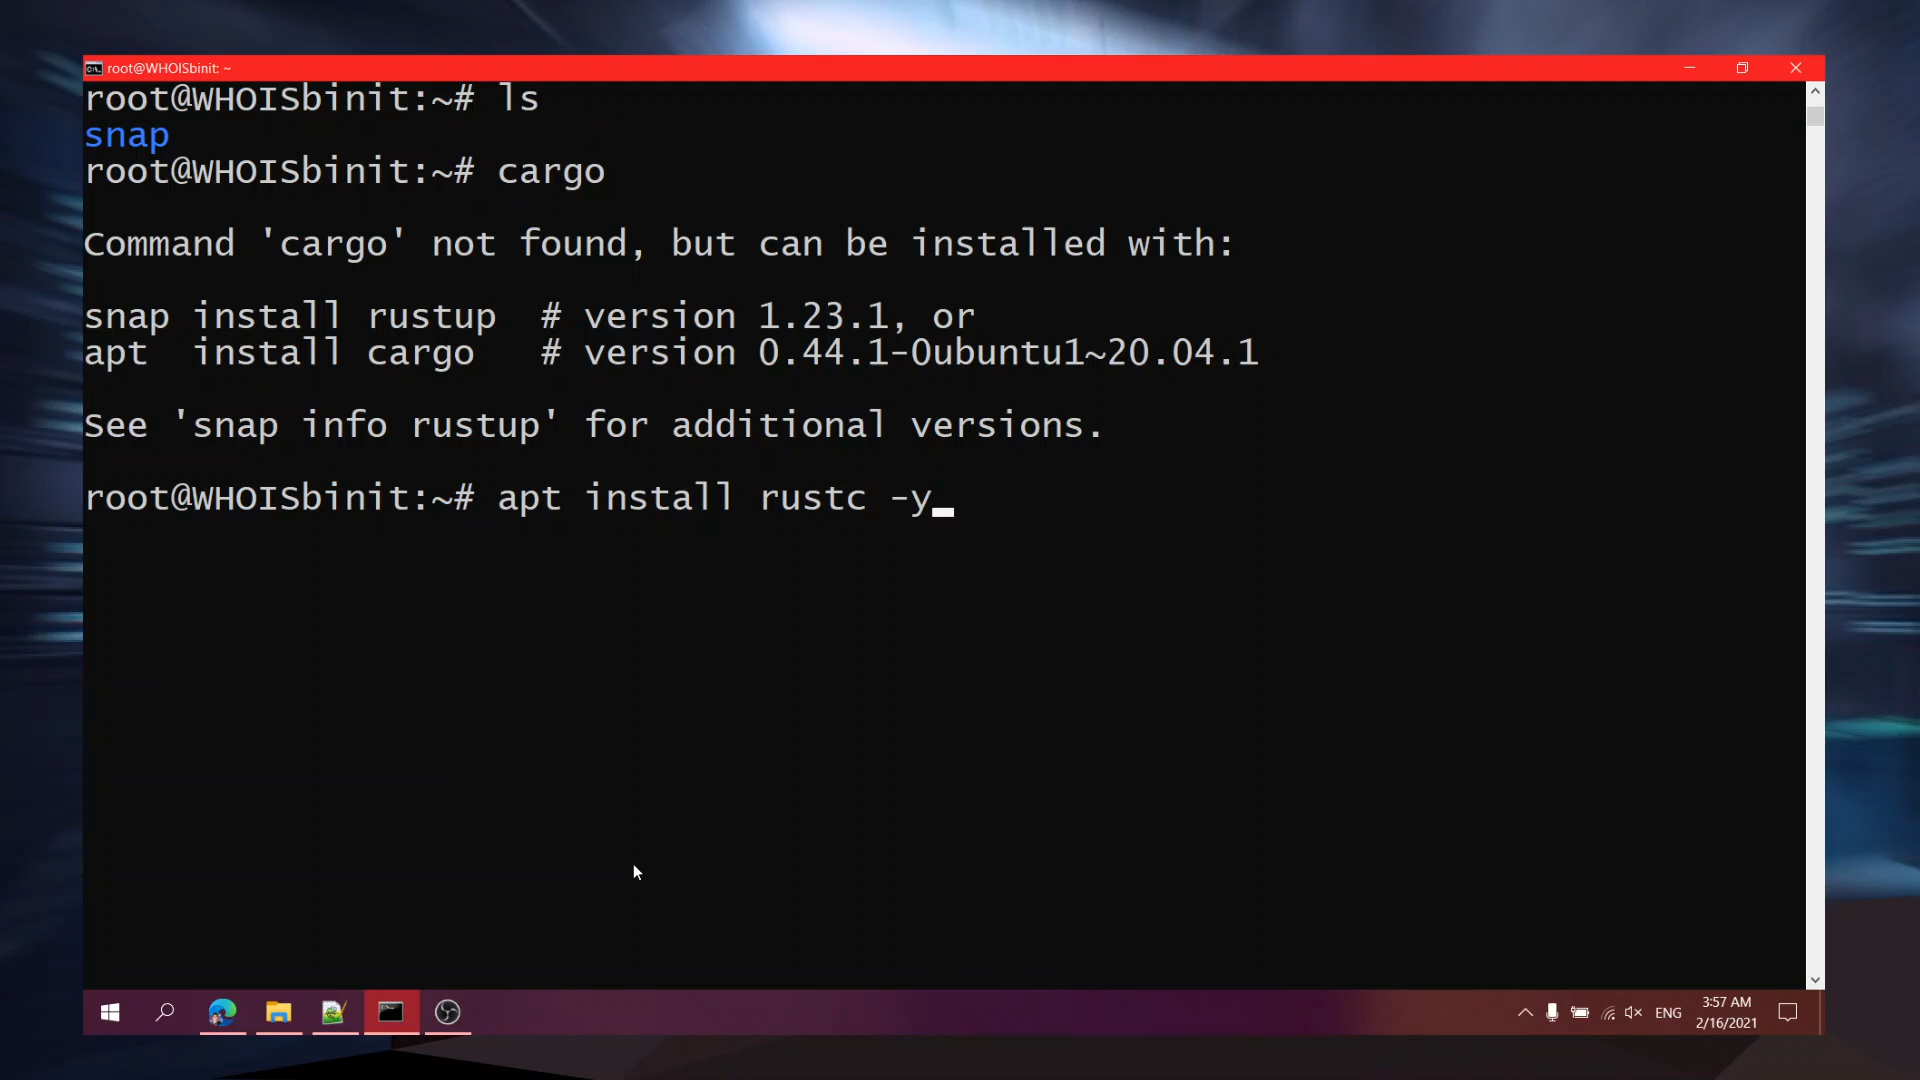 root@WHOISbinit: ~
root@WHOISbinit:~# ls
snap
root@WHOISbinit:~# cargo
Command 'cargo' not found, but can be installed with:
snap install rustup  # version 1.23.1, or
apt  install cargo   # version 0.44.1-0ubuntu1~20.04.1
See 'snap info rustup' for additional versions.
root@WHOISbinit:~# apt install rustc -y
ENG
3:57 AM
2/16/2021